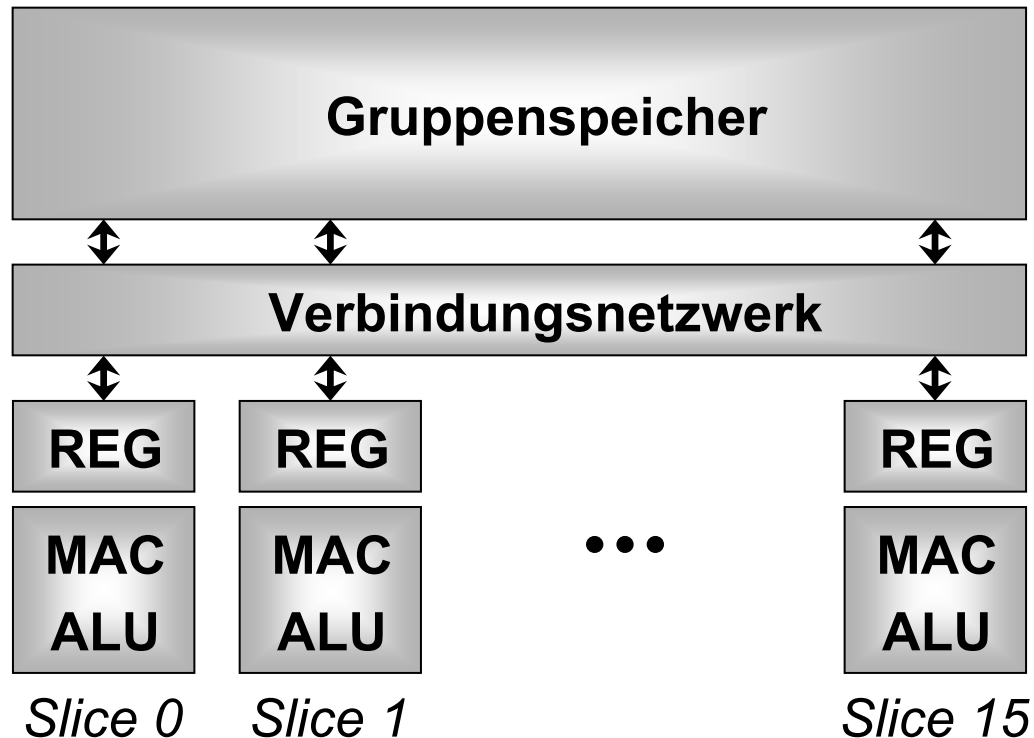 Gruppenspeicher
Verbindungsnetzwerk
REG REG REG
MAC MAC ••• MAC
ALU ALU ALU
Slice 0 Slice 1 Slice 15